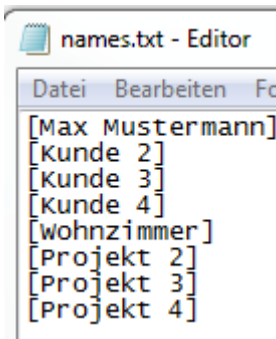 names.txt - Editor
Datei Bearbeiten Fo
[Max Mustermann]
[Kunde 2]
[Kunde 3]
[Kunde 4]
[Wohnzimmer]
[Projekt 2]
[Projekt 3]
[Projekt 4]